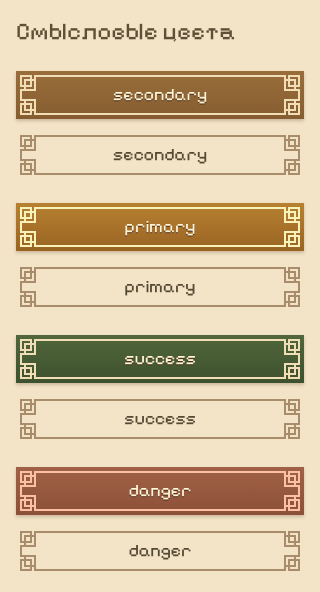 Смысловые цвета
secondary
secondary
primary
primary
success
success
danger
danger